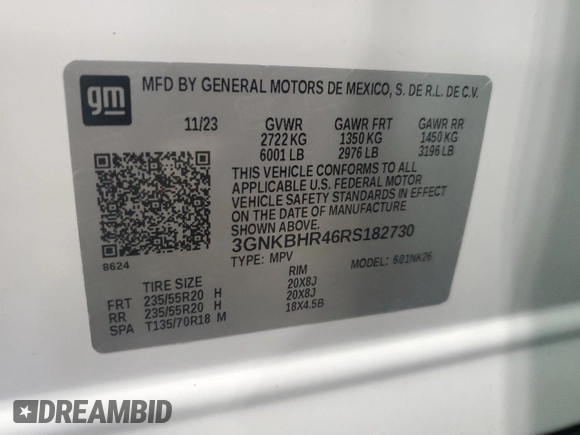 gm
MFD BY GENERAL MOTORS DE MEXICO, S. DE R.L. DE C.V.
11/23 GVWR GAWR FRT GAWR RR
2722 KG 1350 KG 1450 KG
6001 LB 2976 LB 3196 LB
THIS VEHICLE CONFORMS TO ALL
APPLICABLE U.S. FEDERAL MOTOR
VEHICLE SAFETY STANDARDS IN EFFECT
ON THE DATE OF MANUFACTURE
SHOWN ABOVE.
3GNKBHR46RS182730
8624 TYPE: MPV MODEL: 601NK26
TIRE SIZE RIM
FRT 235/55R20 H 20X8J
RR 235/55R20 H 20X8J
SPA T135/70R18 M 18X4.5B
DREAMBID